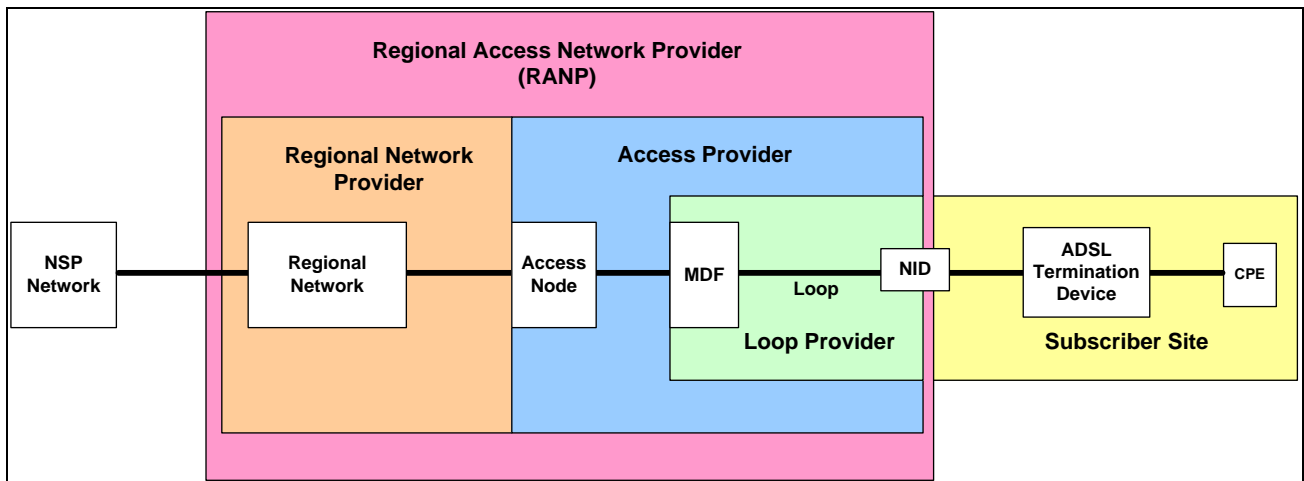 Regional Access Network Provider
(RANP)
Regional Network
Provider
Access Provider
NSP
Network
Regional
Network
Access
Node
MDF
Loop
NID
ADSL
Termination
Device
CPE
Loop Provider
Subscriber Site